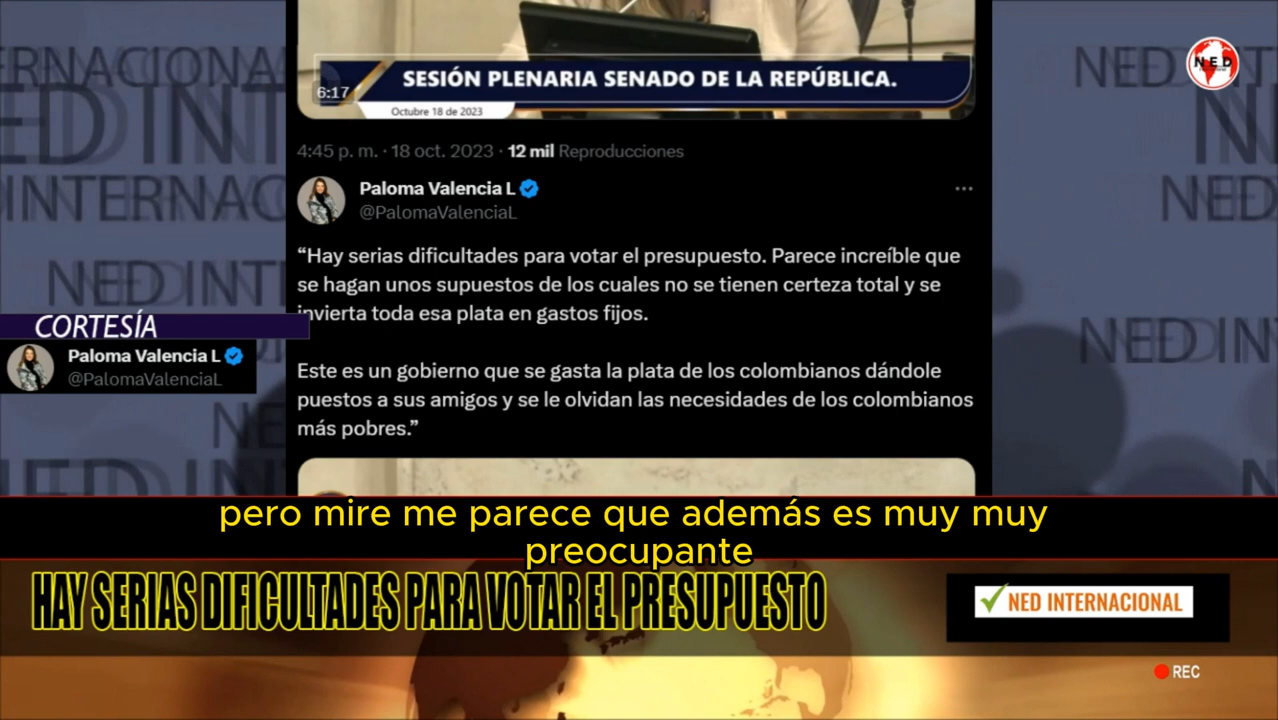 SESIÓN PLENARIA SENADO DE LA REPÚBLICA.
6:17
Octubre 18 de 2023
NED
4:45 p. m. · 18 oct. 2023 · 12 mil Reproducciones
Paloma Valencia L
@PalomaValenciaL
“Hay serias dificultades para votar el presupuesto. Parece increíble que
se hagan unos supuestos de los cuales no se tienen certeza total y se
invierta toda esa plata en gastos fijos.
Este es un gobierno que se gasta la plata de los colombianos dándole
puestos a sus amigos y se le olvidan las necesidades de los colombianos
más pobres.”
CORTESÍA
Paloma Valencia L
@PalomaValenciaL
pero mire me parece que además es muy muy
preocupante
HAY SERIAS DIFICULTADES PARA VOTAR EL PRESUPUESTO
NED INTERNACIONAL
REC